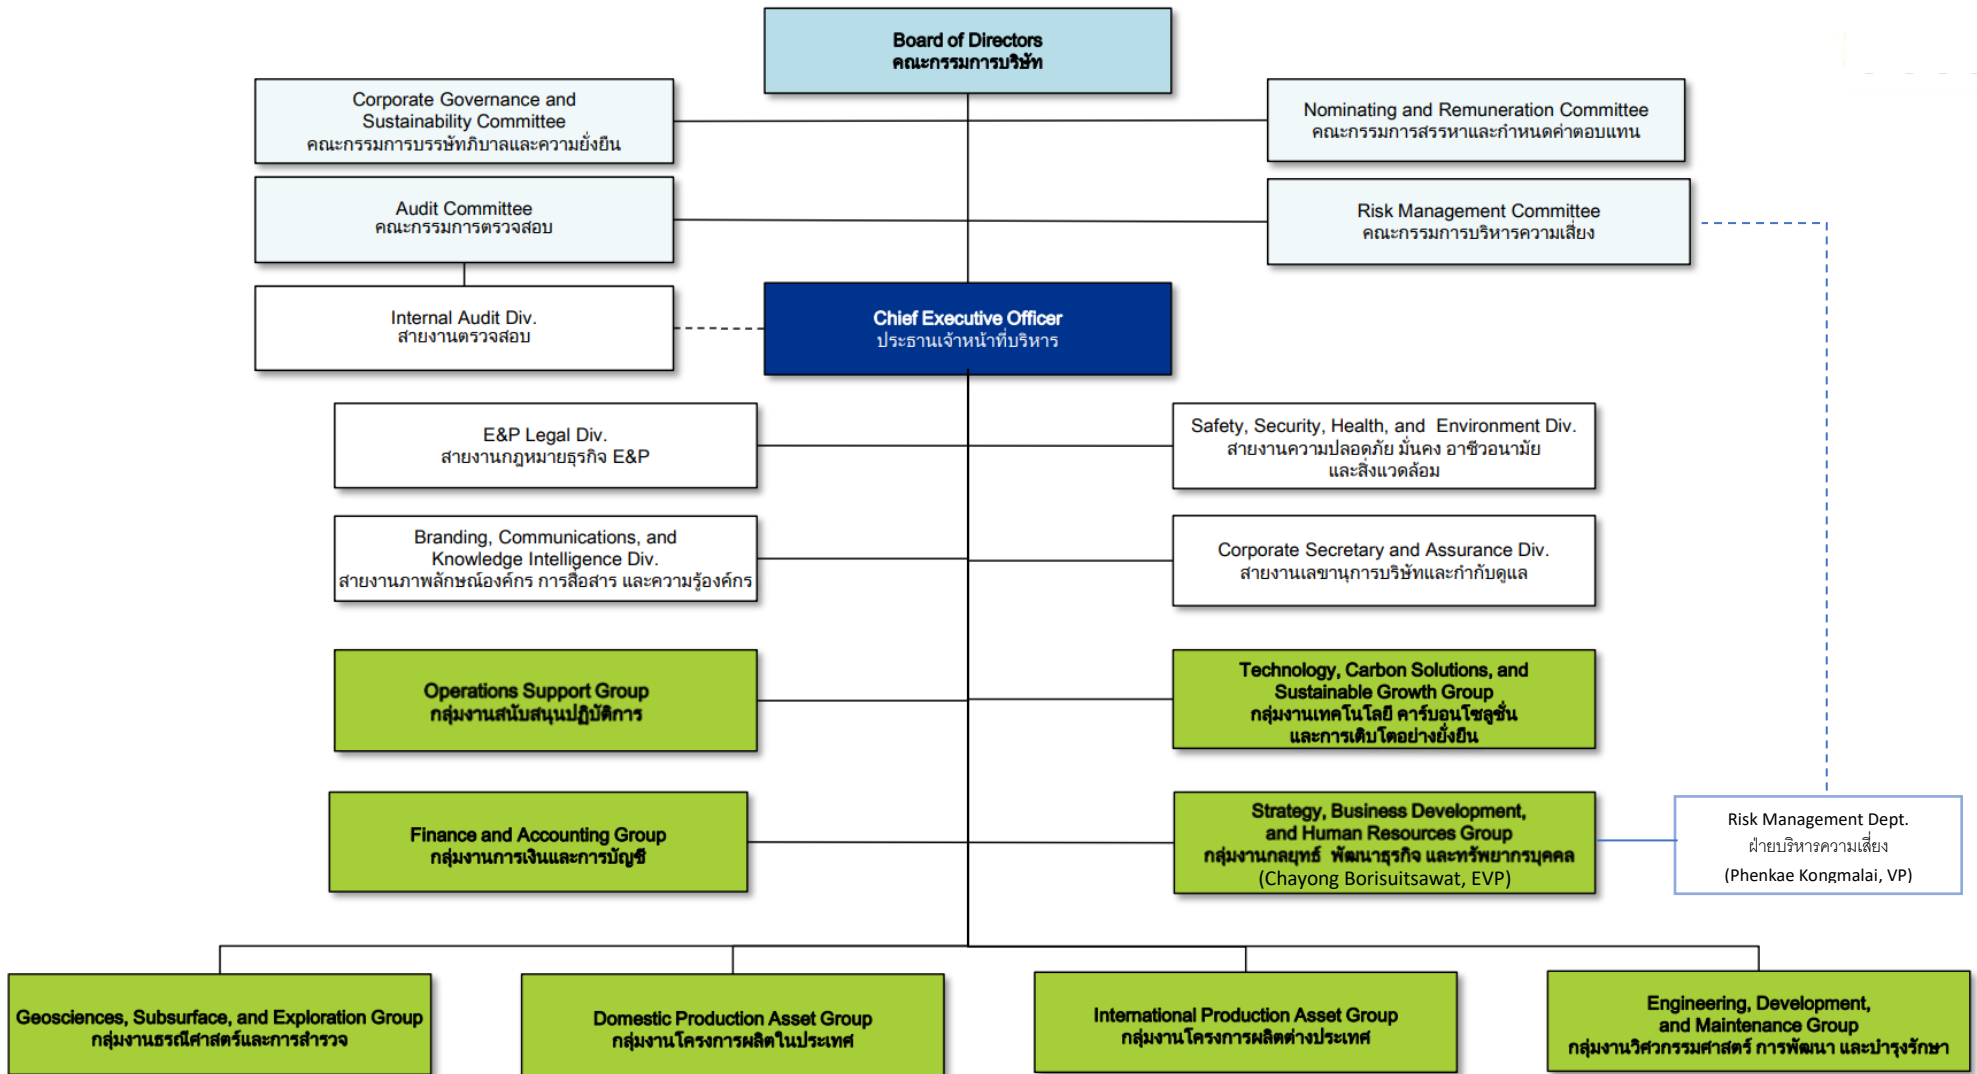 Board of Directors
คณะกรรมการบริษัท
Corporate Governance and
Sustainability Committee
คณะกรรมการบรรษัทภิบาลและความยั่งยืน
Nominating and Remuneration Committee
คณะกรรมการสรรหาและกำหนดค่าตอบแทน
Audit Committee
คณะกรรมการตรวจสอบ
Risk Management Committee
คณะกรรมการบริหารความเสี่ยง
Internal Audit Div.
สายงานตรวจสอบ
Chief Executive Officer
ประธานเจ้าหน้าที่บริหาร
E&P Legal Div.
สายงานกฎหมายธุรกิจ E&P
Safety, Security, Health, and Environment Div.
สายงานความปลอดภัย มั่นคง อาชีวอนามัย
และสิ่งแวดล้อม
Branding, Communications, and
Knowledge Intelligence Div.
สายงานภาพลักษณ์องค์กร การสื่อสาร และความรู้องค์กร
Corporate Secretary and Assurance Div.
สายงานเลขานุการบริษัทและกำกับดูแล
Operations Support Group
กลุ่มงานสนับสนุนปฏิบัติการ
Technology, Carbon Solutions, and
Sustainable Growth Group
กลุ่มงานเทคโนโลยี คาร์บอนโซลูชั่น
และการเติบโตอย่างยั่งยืน
Finance and Accounting Group
กลุ่มงานการเงินและการบัญชี
Strategy, Business Development,
and Human Resources Group
กลุ่มงานกลยุทธ์ พัฒนาธุรกิจ และทรัพยากรบุคคล
(Chayong Borisuitsawat, EVP)
Risk Management Dept.
ฝ่ายบริหารความเสี่ยง
(Phenkae Kongmalai, VP)
Geosciences, Subsurface, and Exploration Group
กลุ่มงานธรณีศาสตร์และการสำรวจ
Domestic Production Asset Group
กลุ่มงานโครงการผลิตในประเทศ
International Production Asset Group
กลุ่มงานโครงการผลิตต่างประเทศ
Engineering, Development,
and Maintenance Group
กลุ่มงานวิศวกรรมศาสตร์ การพัฒนา และบำรุงรักษา